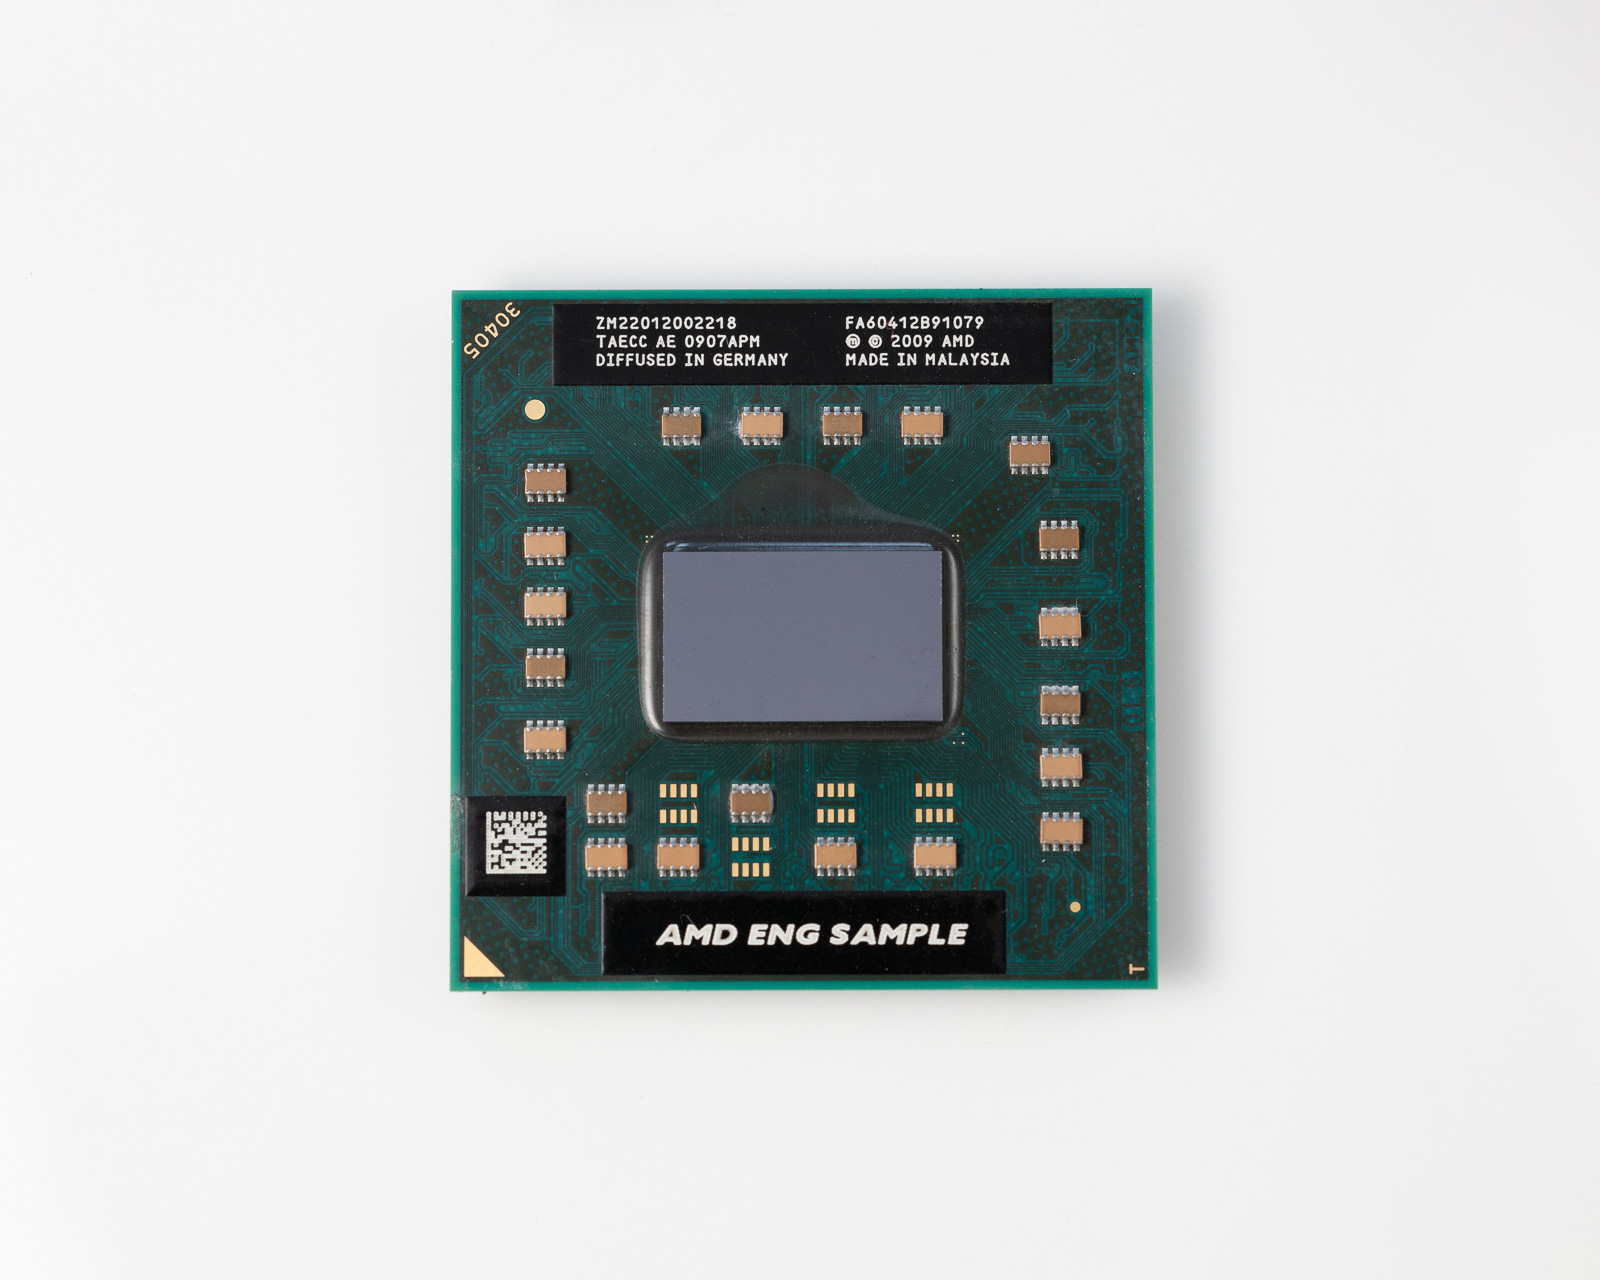 30405
ZM22012002218
TAECC AE 0907APM
DIFFUSED IN GERMANY
FA60412B91079
ⓜ © 2009 AMD
MADE IN MALAYSIA
AMD ENG SAMPLE
T